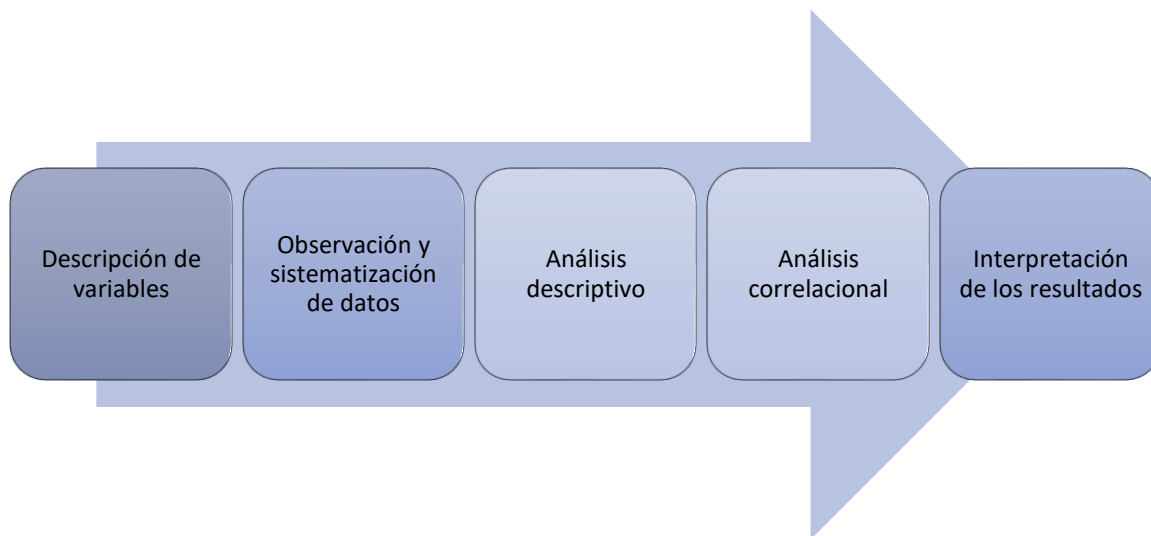 Descripción de
variables
Observación y
sistematización
de datos
Análisis
descriptivo
Análisis
correlacional
Interpretación
de los resultados